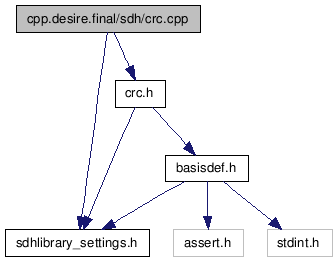 cpp.desire.final/sdh/crc.cpp
crc.h
basisdef.h
sdhlibrary_settings.h
assert.h
stdint.h